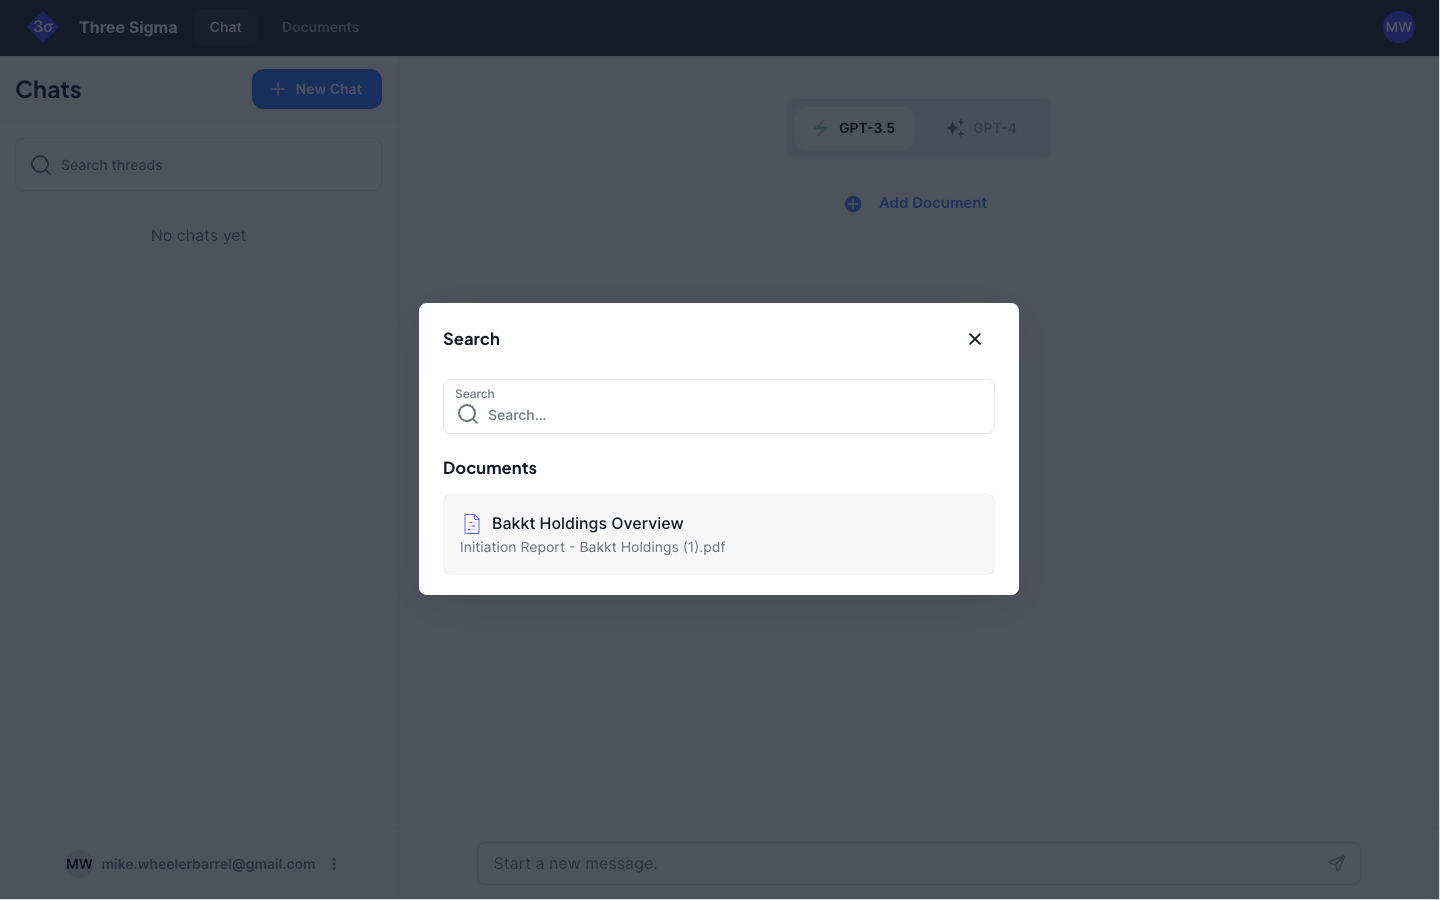 3σ Three Sigma Chat Documents MW
Chats
New Chat
GPT-3.5 GPT-4
Search threads
Add Document
No chats yet
Search
Search
Search...
Documents
Bakkt Holdings Overview
Initiation Report - Bakkt Holdings (1).pdf
MW mike.wheelerbarrel@gmail.com
Start a new message.